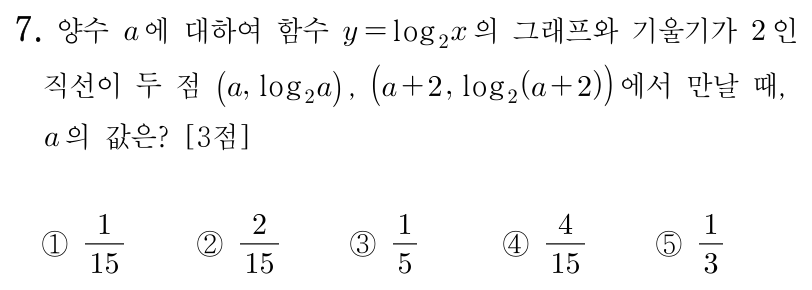 7. 양수 a에 대하여 함수 y=log₂x의 그래프와 기울기가 2인
직선이 두 점 (a, log₂a), (a+2, log₂(a+2))에서 만날 때,
a의 값은? [3점]
① 1/15 ② 2/15 ③ 1/5 ④ 4/15 ⑤ 1/3